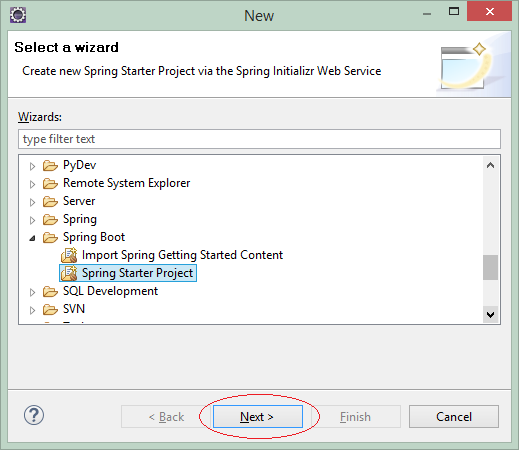 New
Select a wizard
Create new Spring Starter Project via the Spring Initializr Web Service
Wizards:
type filter text
PyDev
Remote System Explorer
Server
Spring
Spring Boot
Import Spring Getting Started Content
Spring Starter Project
SQL Development
SVN
< Back
Next >
Finish
Cancel